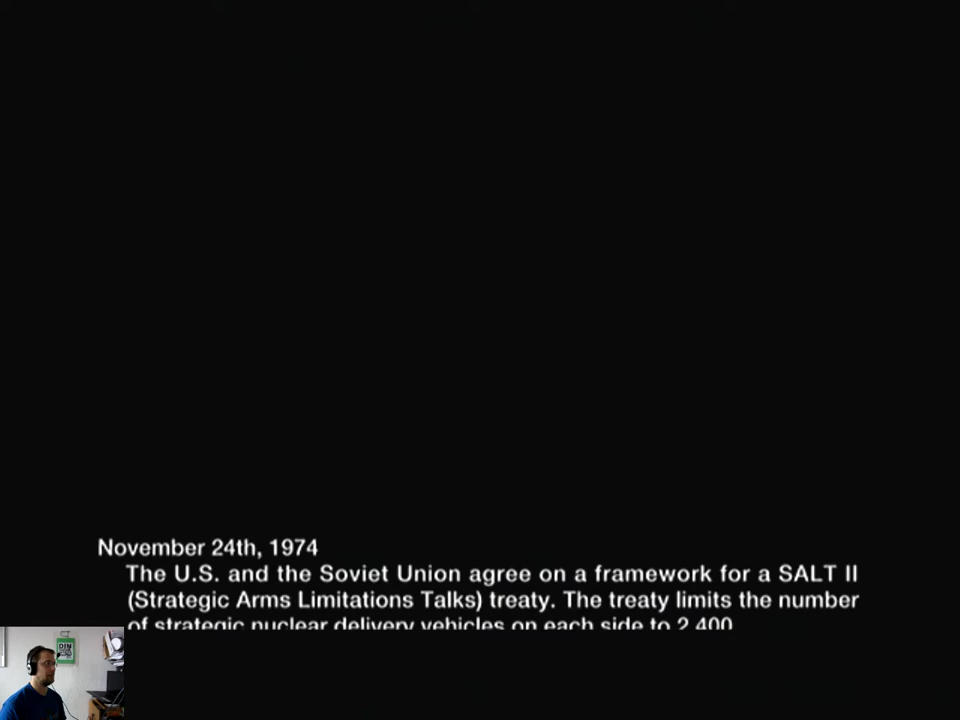 November 24th, 1974
The U.S. and the Soviet Union agree on a framework for a SALT II
(Strategic Arms Limitations Talks) treaty. The treaty limits the number
of strategic nuclear delivery vehicles on each side to 2,400